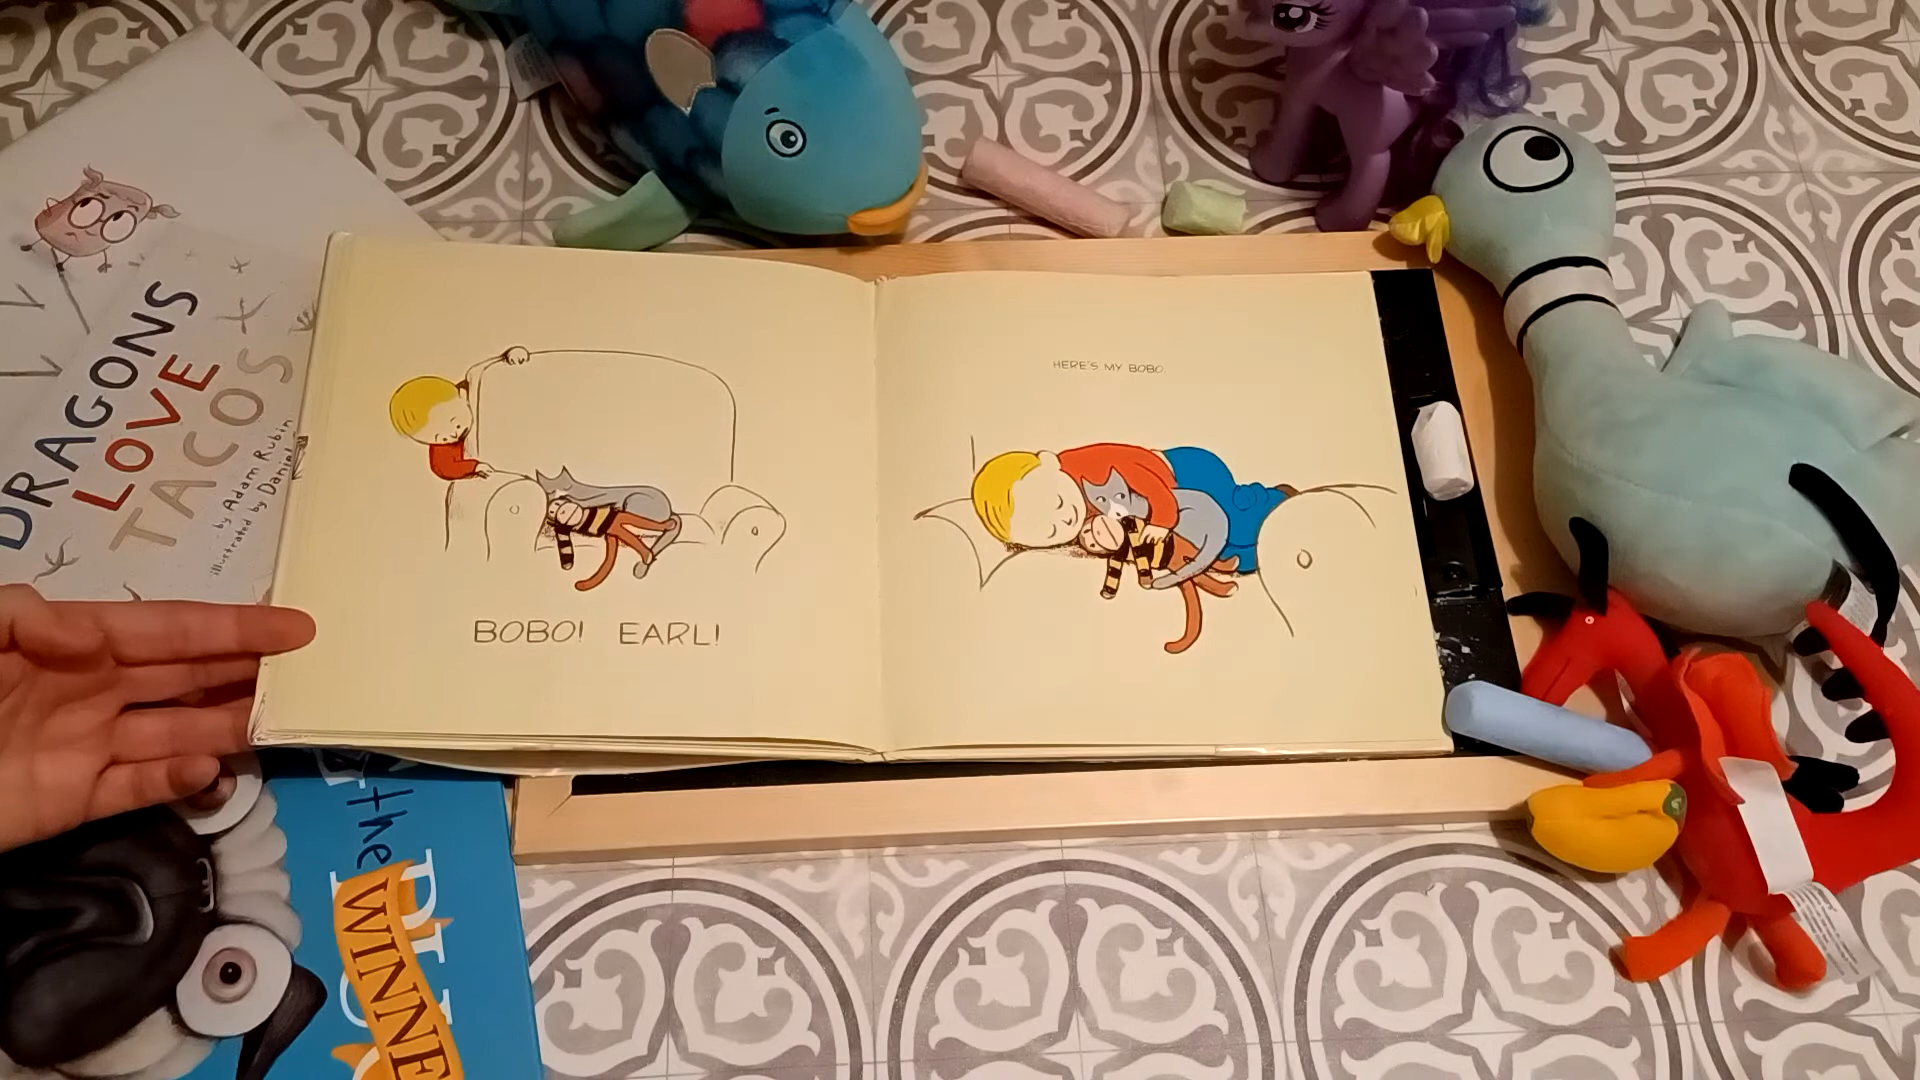 DRAGONS
LOVE
TACOS
by Adam Rubin
illustrated by Daniel
BOBO! EARL!
HERE'S MY BOBO.
the
WINNE